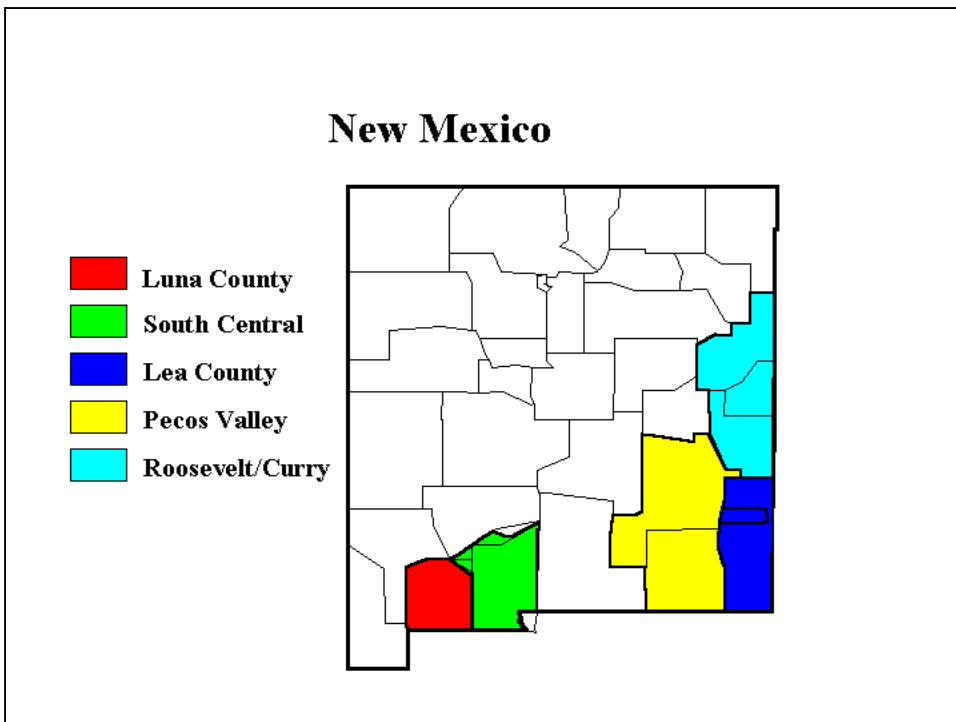 New Mexico
Luna County
South Central
Lea County
Pecos Valley
Roosevelt/Curry